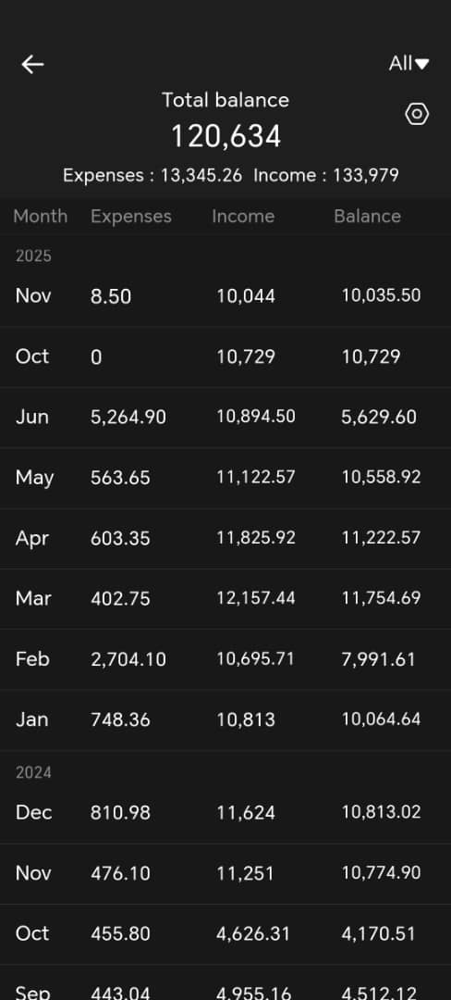 All
Total balance
120,634
Expenses : 13,345.26 Income : 133,979
Month Expenses Income Balance
2025
Nov 8.50 10,044 10,035.50
Oct 0 10,729 10,729
Jun 5,264.90 10,894.50 5,629.60
May 563.65 11,122.57 10,558.92
Apr 603.35 11,825.92 11,222.57
Mar 402.75 12,157.44 11,754.69
Feb 2,704.10 10,695.71 7,991.61
Jan 748.36 10,813 10,064.64
2024
Dec 810.98 11,624 10,813.02
Nov 476.10 11,251 10,774.90
Oct 455.80 4,626.31 4,170.51
Sep 443.04 4,955.16 4,512.12